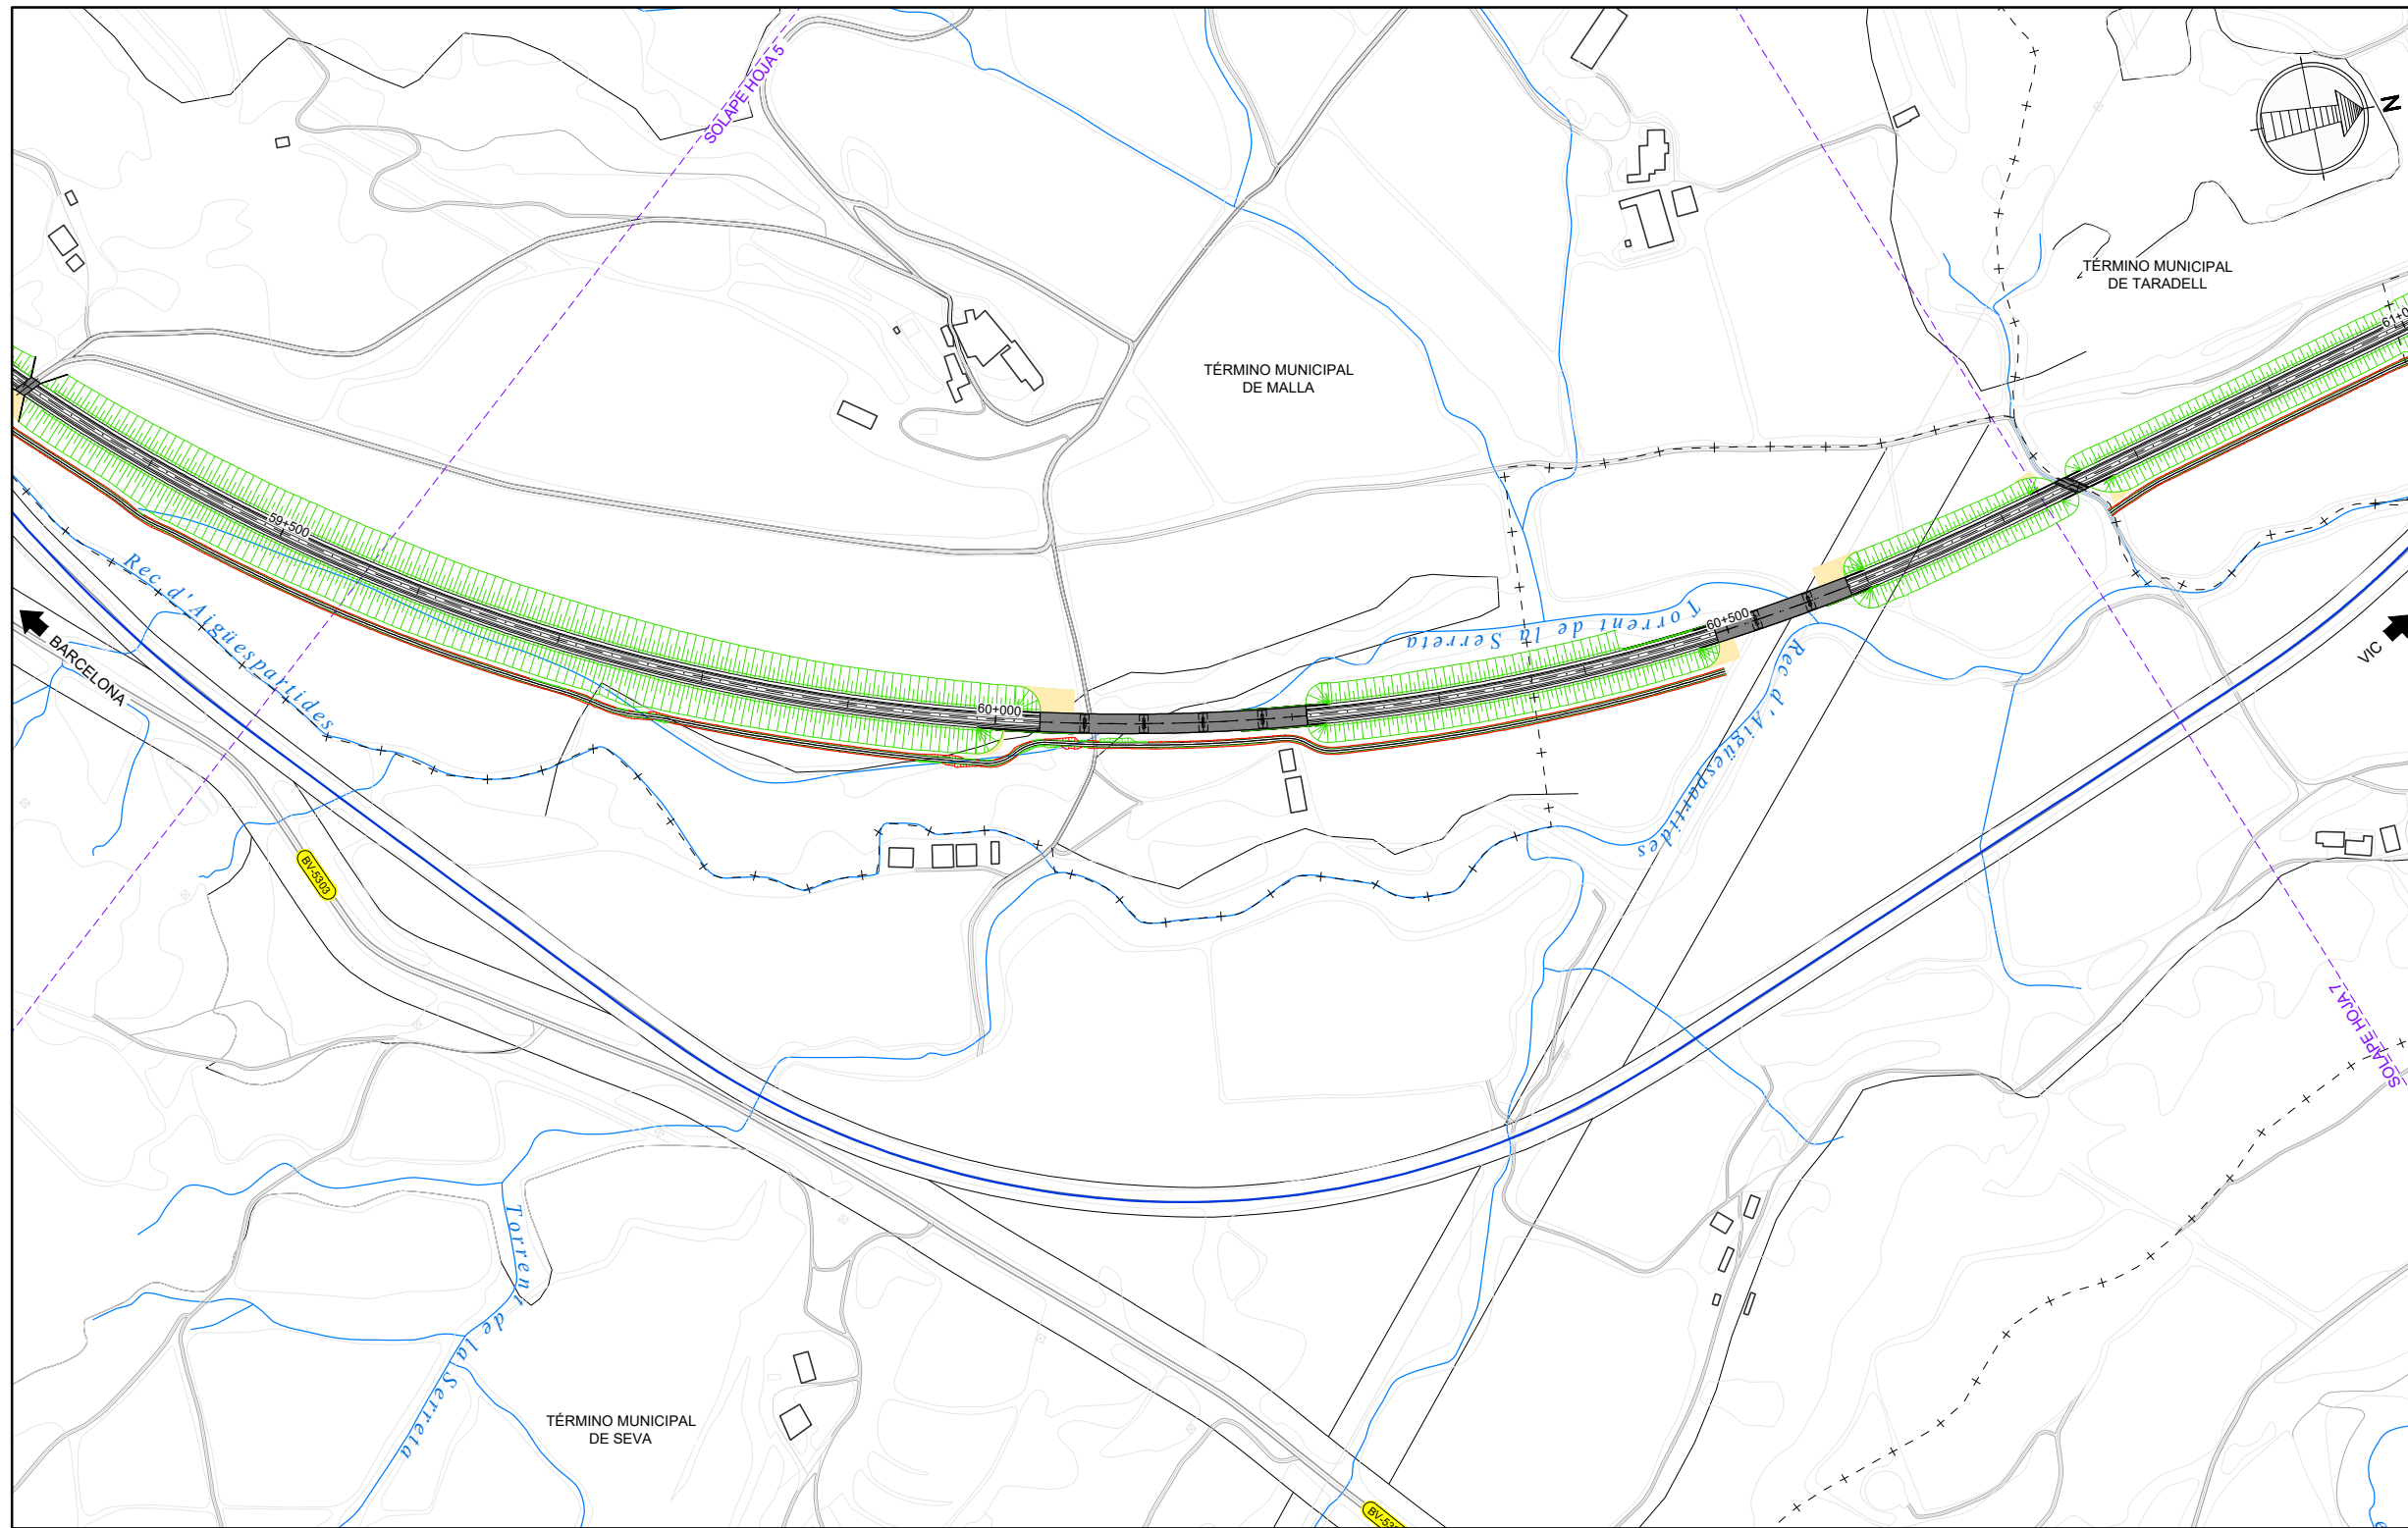 SOLAPE HOJA 5
N
TÉRMINO MUNICIPAL
DE TARADELL
61+0
TÉRMINO MUNICIPAL
DE MALLA
59+500
Rec d'Aigüespartides
BARCELONA
60+000
Torrent de la Serreta
60+500
Rec d'Aigüespartides
VIC
BV-5303
SOLAPE HOJA 7
Torrent de la Serreta
TÉRMINO MUNICIPAL
DE SEVA